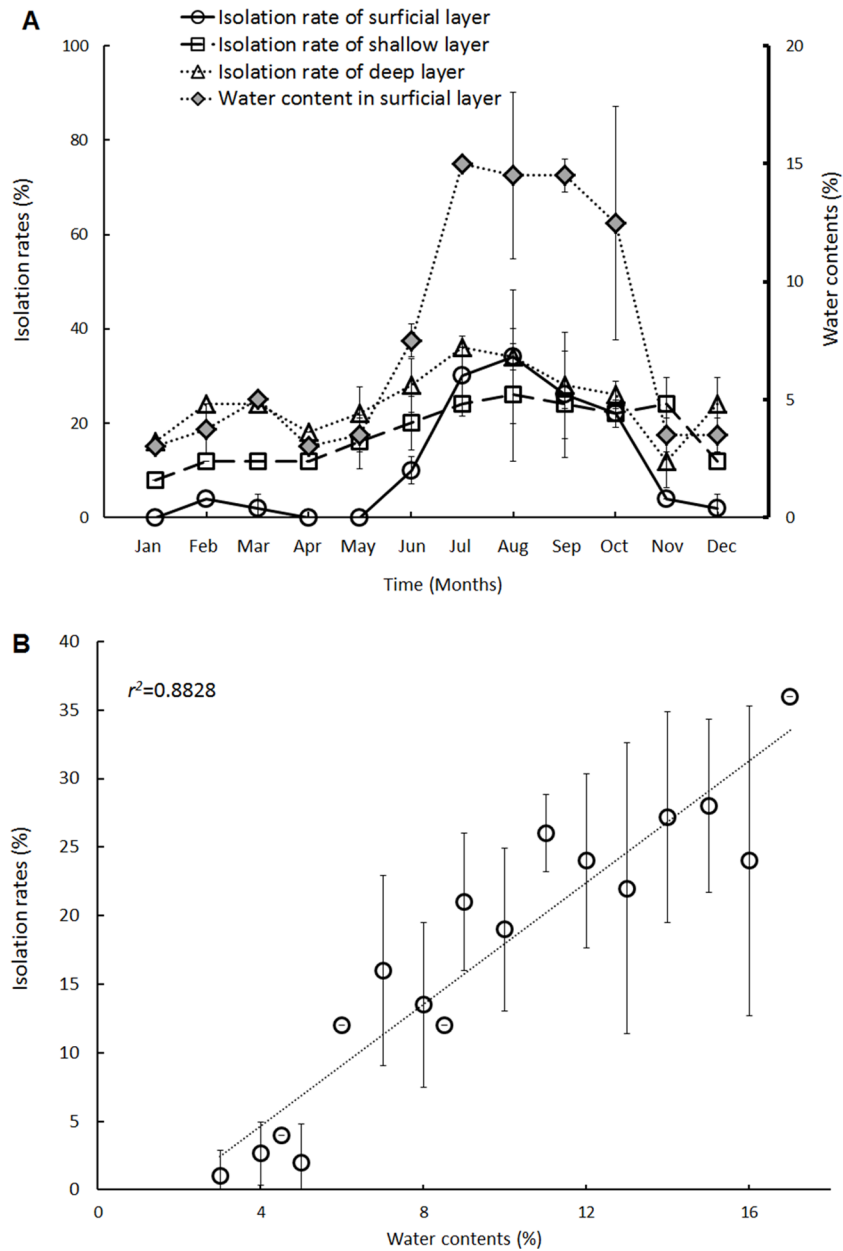 A
Isolation rate of surficial layer
Isolation rate of shallow layer
Isolation rate of deep layer
Water content in surficial layer
100
80
60
40
20
0
Isolation rates (%)
20
15
10
5
0
Water contents (%)
Jan Feb Mar Apr May Jun Jul Aug Sep Oct Nov Dec
Time (Months)
B
r²=0.8828
40
35
30
25
20
15
10
5
0
Isolation rates (%)
0 4 8 12 16
Water contents (%)